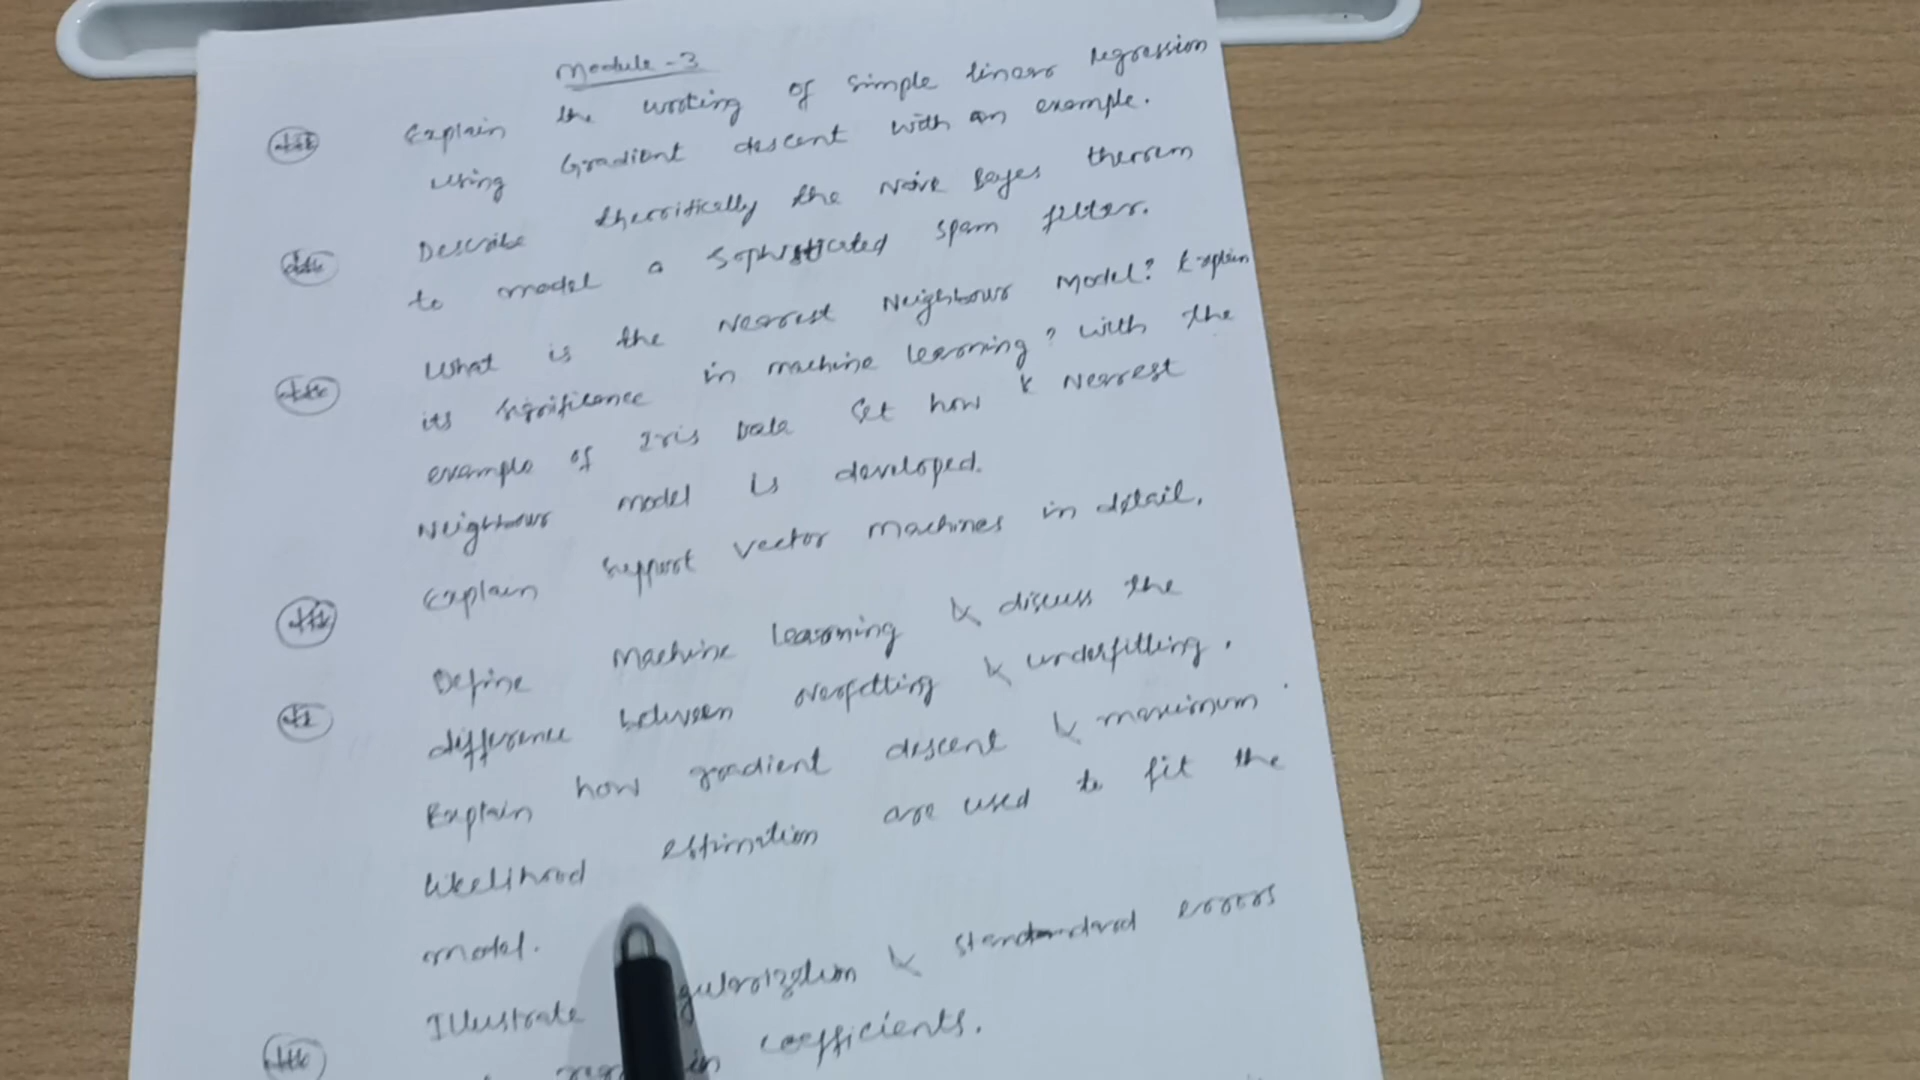 Module - 3
Explain the working of simple linear regression
using Gradient descent with an example.
Describe theoritically the Naive Bayes theorem
to model a Sophisticated spam filter.
What is the Nearest Neighbour Model? Explain
its significance in machine learning? with the
example of Iris Data Set how k Nearest
Neighbour model is developed.
Explain support vector machines in detail.
Define Machine learning & discuss the
difference between overfitting & underfitting.
Explain how gradient descent & maximum
likelihood estimation are used to fit the
model.
Illustrate & standard errors
in coefficients.